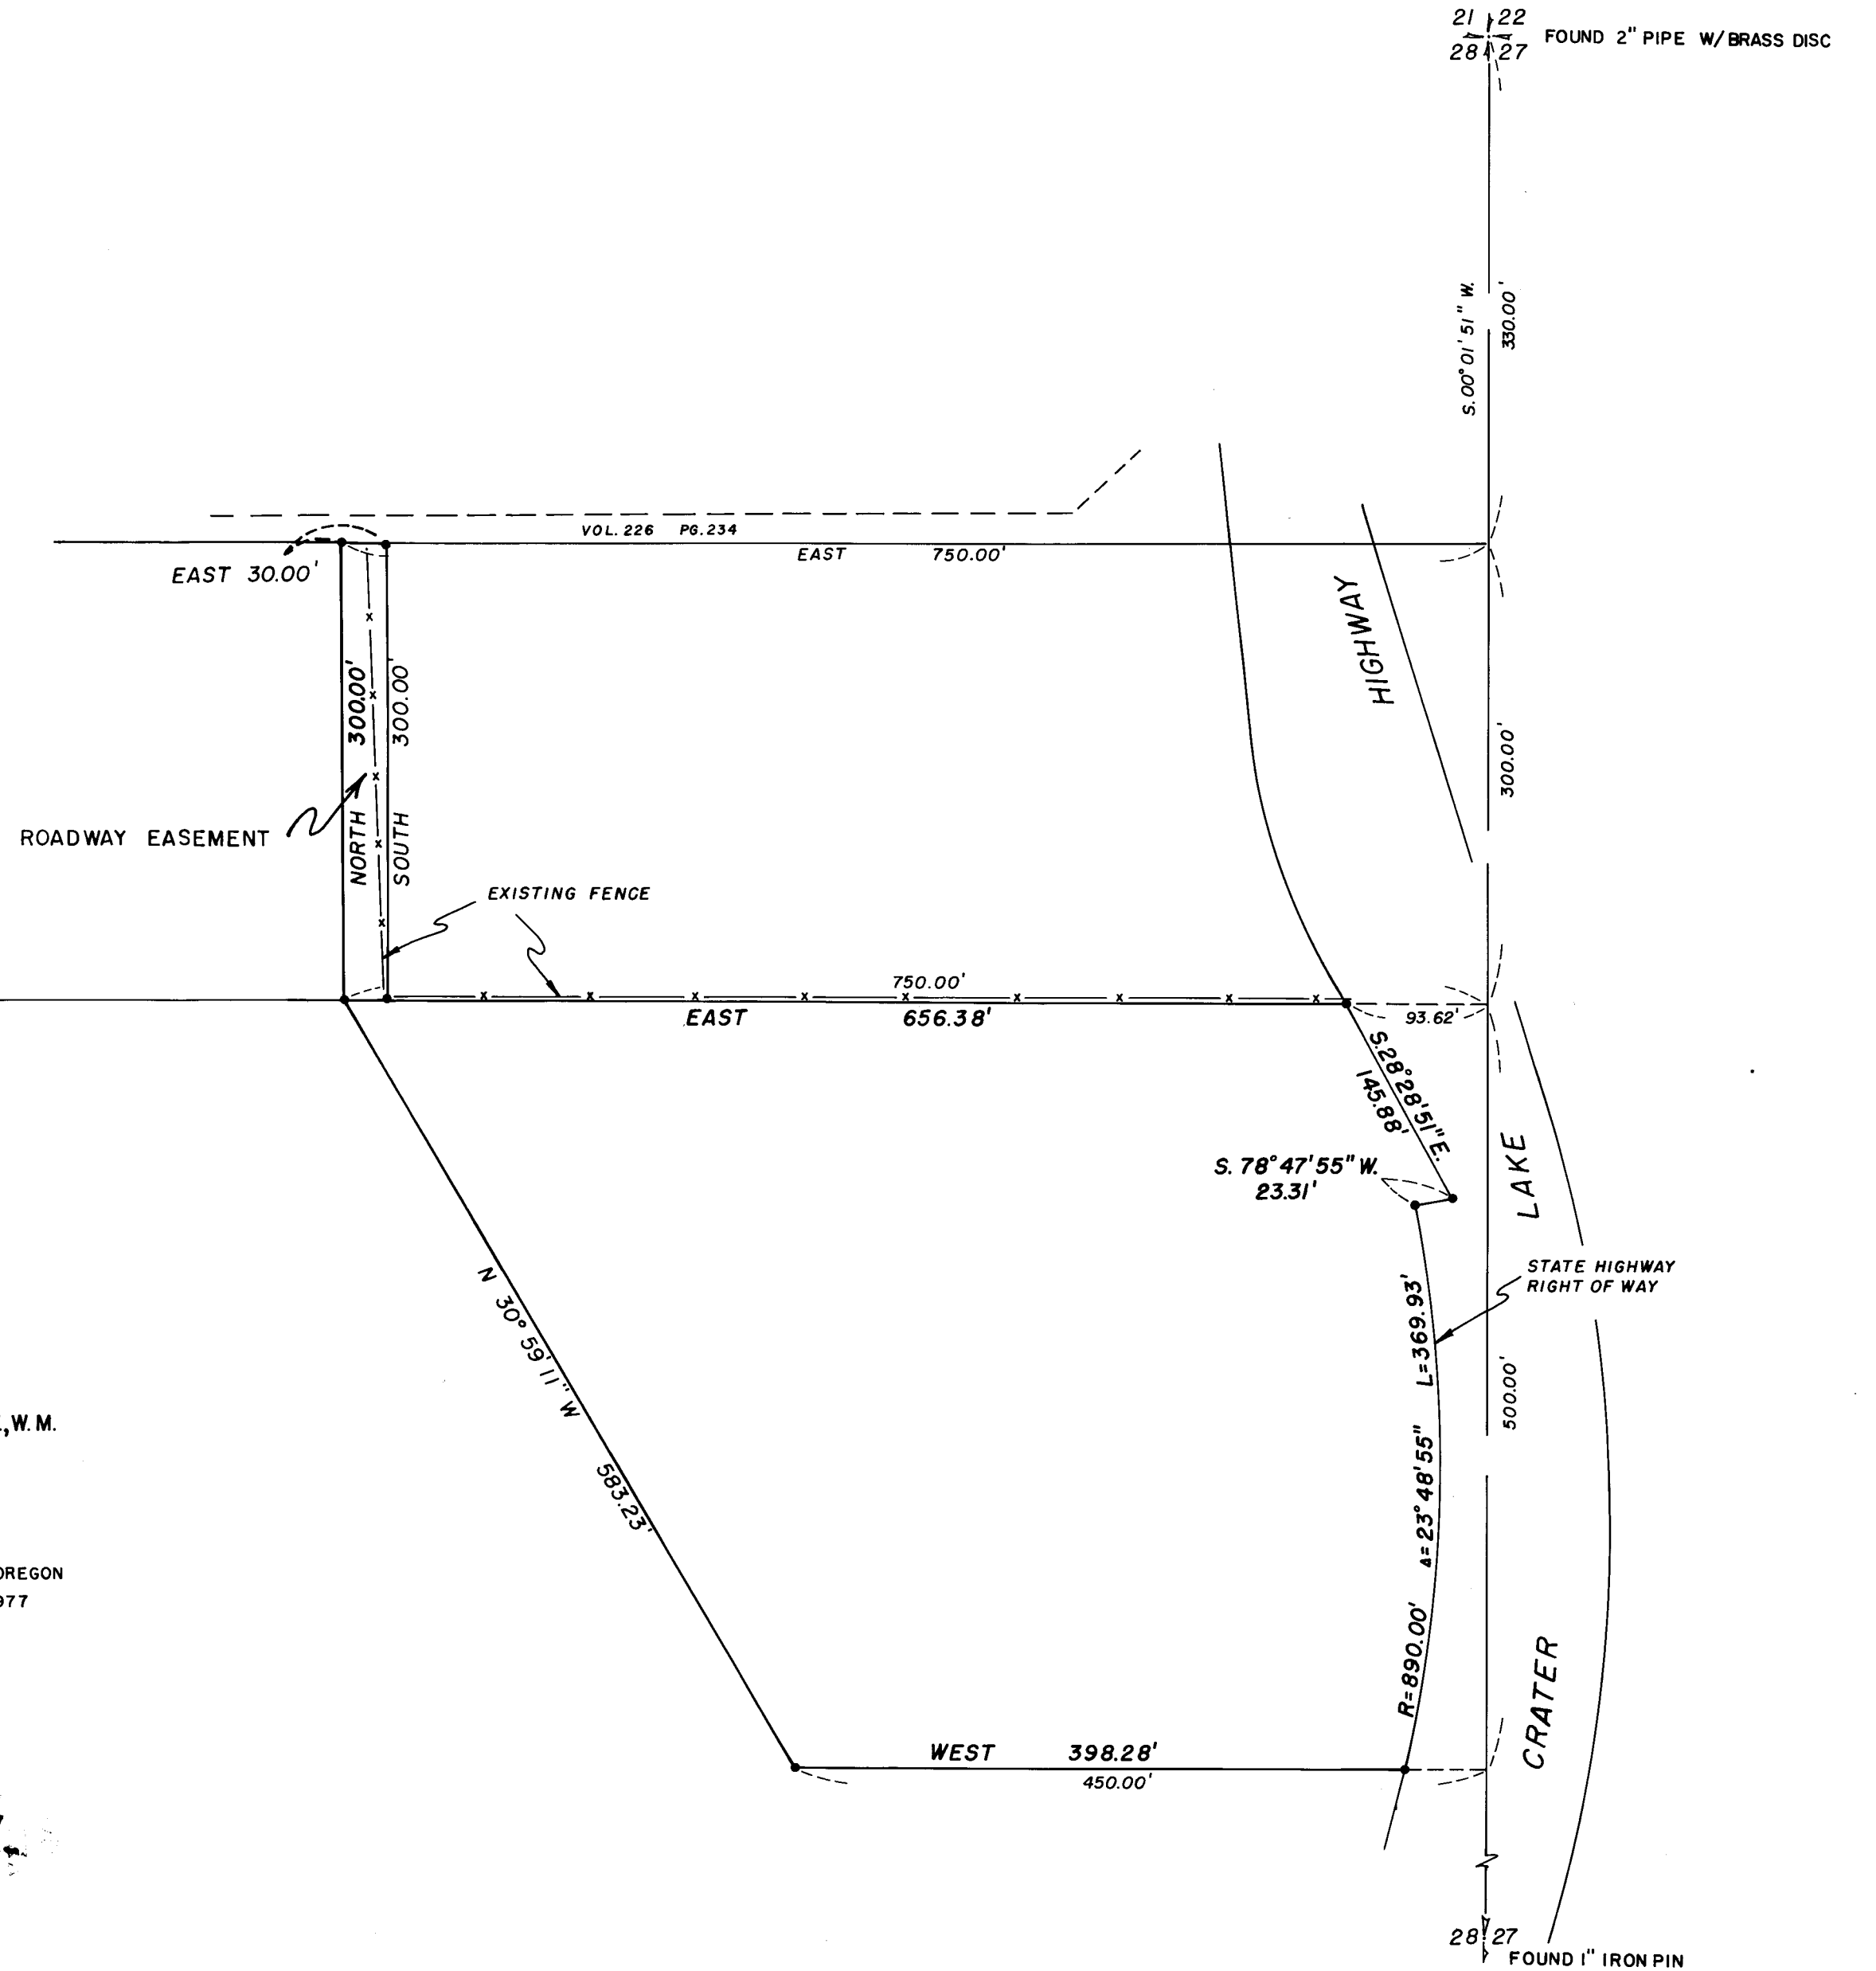 21 22
28 27
FOUND 2" PIPE W/BRASS DISC
S.00° 01' 51" W.
330.00'
VOL. 226 PG. 234
EAST 750.00'
EAST 30.00'
HIGHWAY
NORTH 300.00'
SOUTH 300.00'
300.00'
ROADWAY EASEMENT
EXISTING FENCE
750.00'
EAST 656.38'
93.62'
S.28°28'51"E.
145.88'
S. 78°47'55" W.
23.31'
LAKE
STATE HIGHWAY
RIGHT OF WAY
N 30° 59' 11" W
583.23'
R=890.00' Δ=23°48'55" L=369.93'
500.00'
,W.M.
OREGON
977
CRATER
WEST 398.28'
450.00'
28 27
FOUND 1" IRON PIN